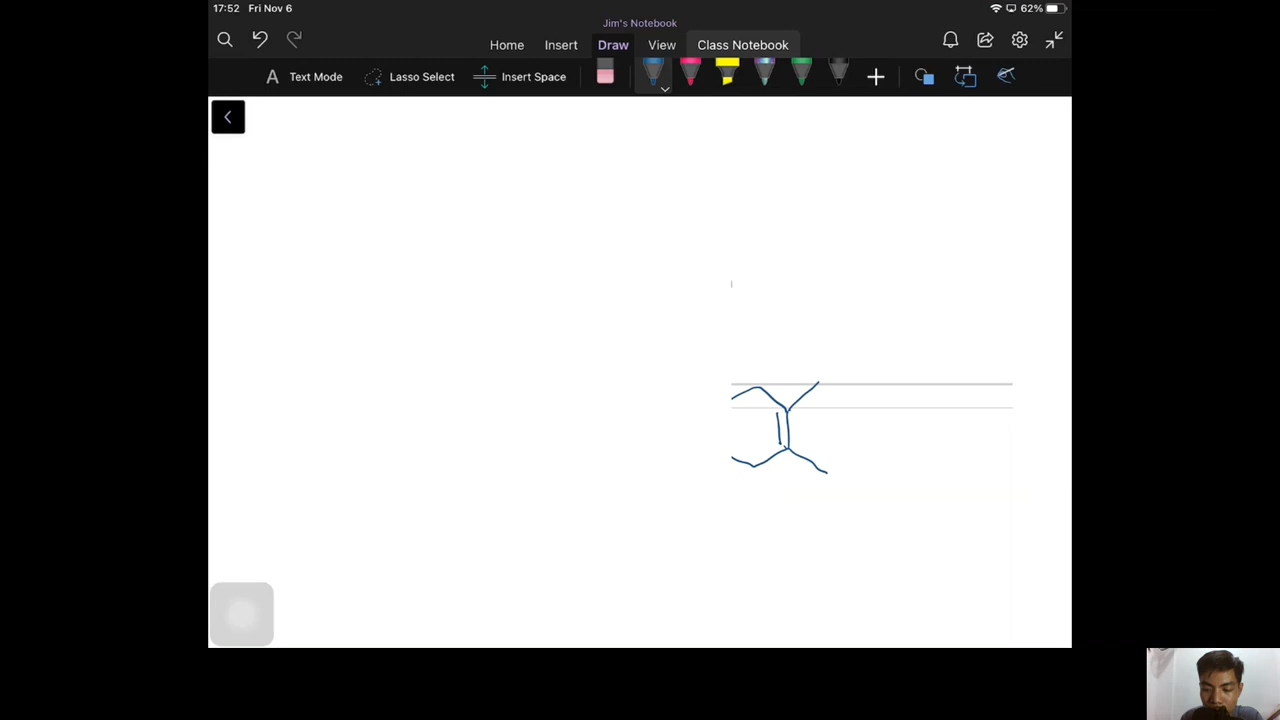 17:52 Fri Nov 6 62%
Jim's Notebook
Home Insert Draw View Class Notebook
A Text Mode Lasso Select Insert Space